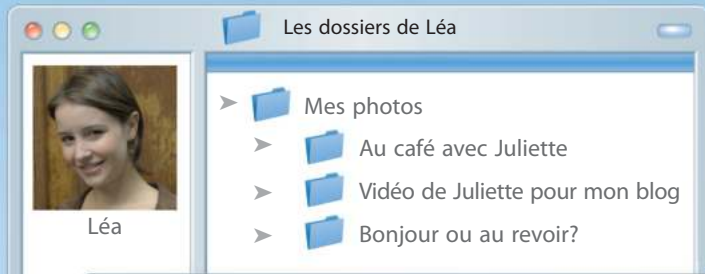 Les dossiers de Léa
Mes photos
Au café avec Juliette
Vidéo de Juliette pour mon blog
Bonjour ou au revoir?
Léa